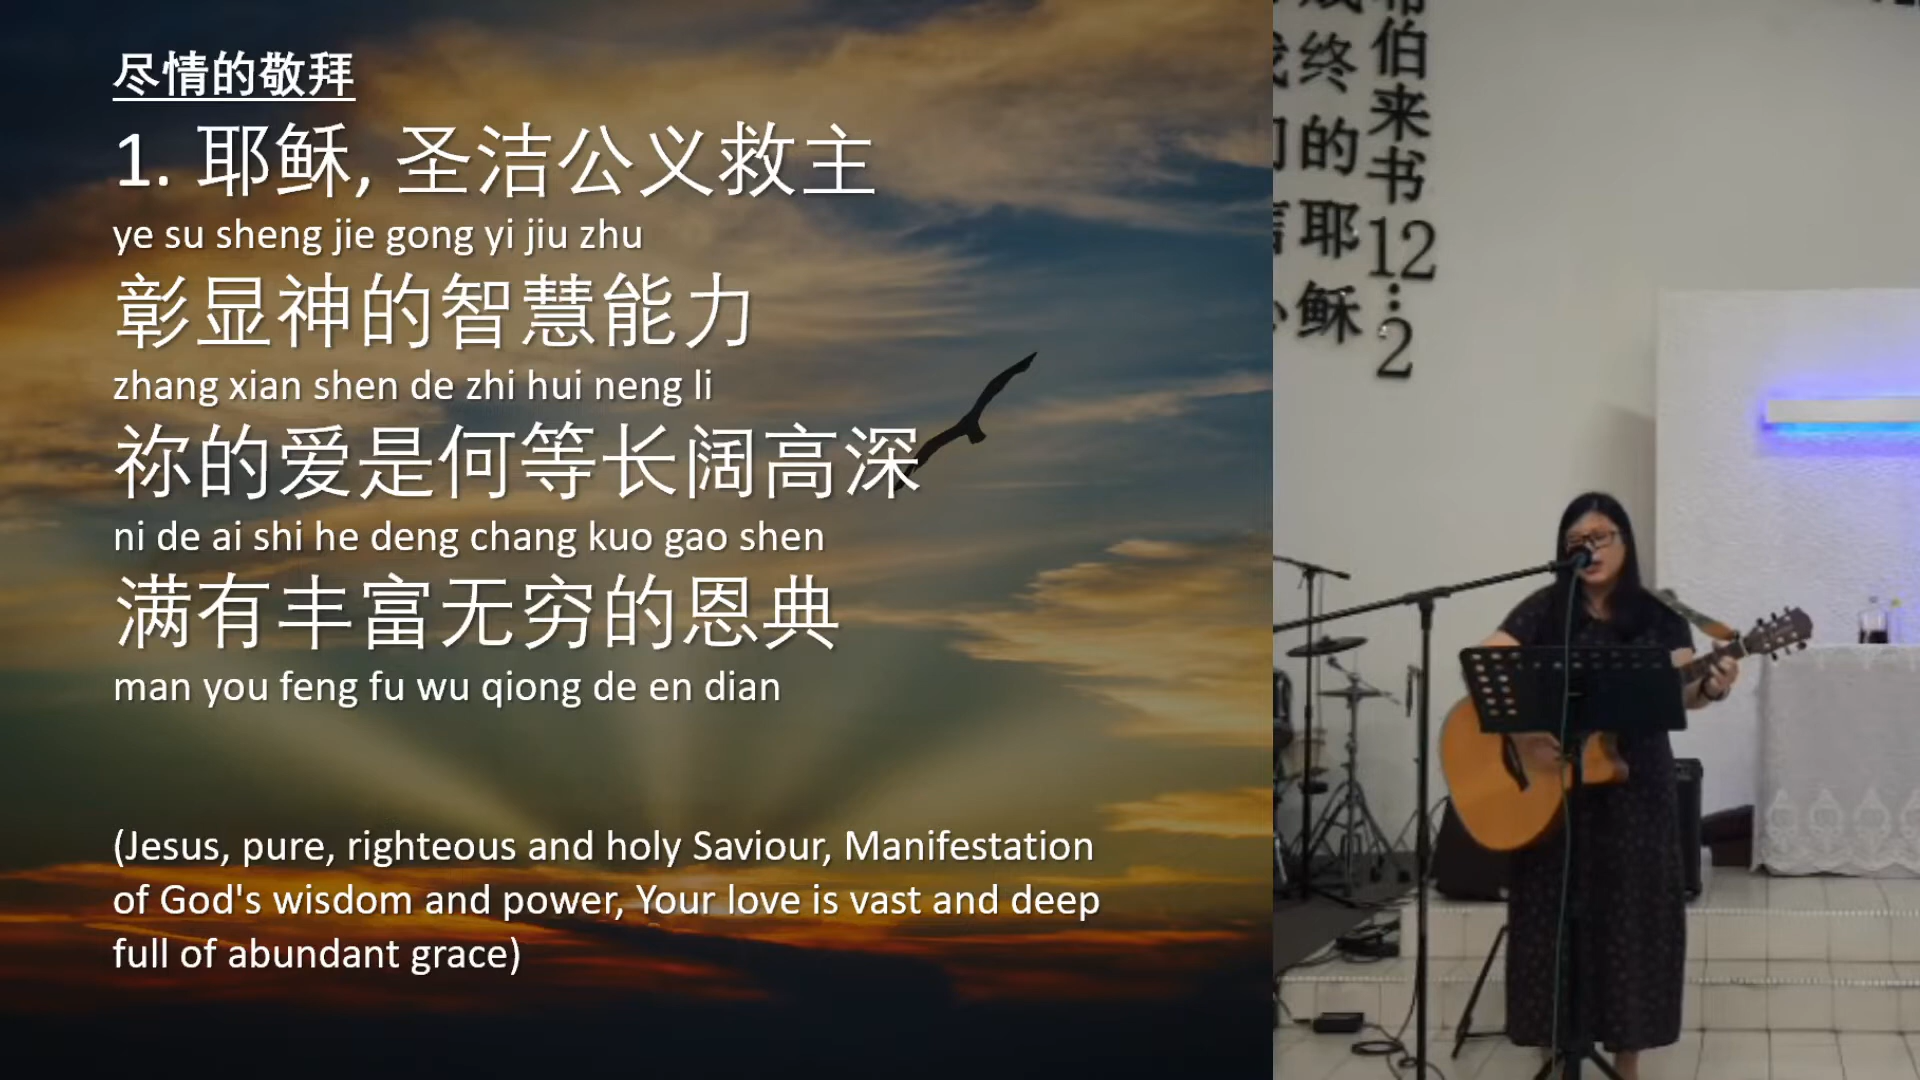 尽情的敬拜
1. 耶稣, 圣洁公义救主
ye su sheng jie gong yi jiu zhu
彰显神的智慧能力
zhang xian shen de zhi hui neng li
祢的爱是何等长阔高深
ni de ai shi he deng chang kuo gao shen
满有丰富无穷的恩典
man you feng fu wu qiong de en dian
(Jesus, pure, righteous and holy Saviour, Manifestation
of God's wisdom and power, Your love is vast and deep
full of abundant grace)
伯来书12:2
终的耶稣